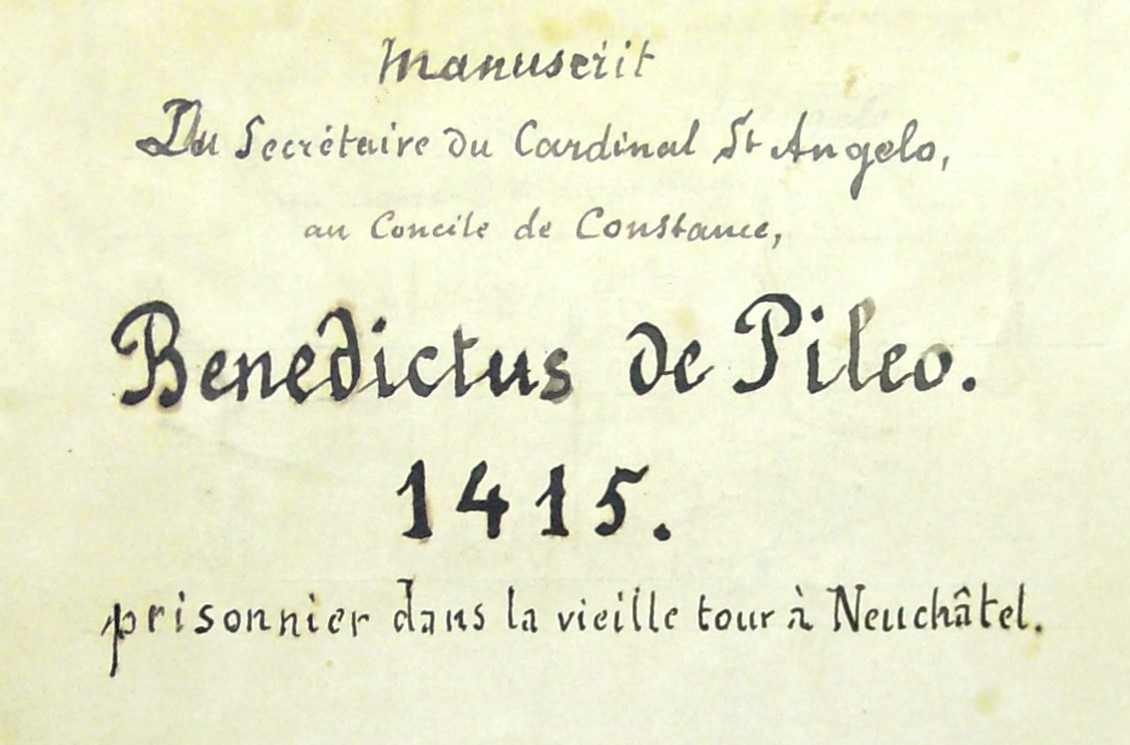 Manuscrit
Du Secrétaire du Cardinal St Angelo,
au Concile de Constance,
Benedictus de Pileo.
1415.
prisonnier dans la vieille tour à Neuchâtel.